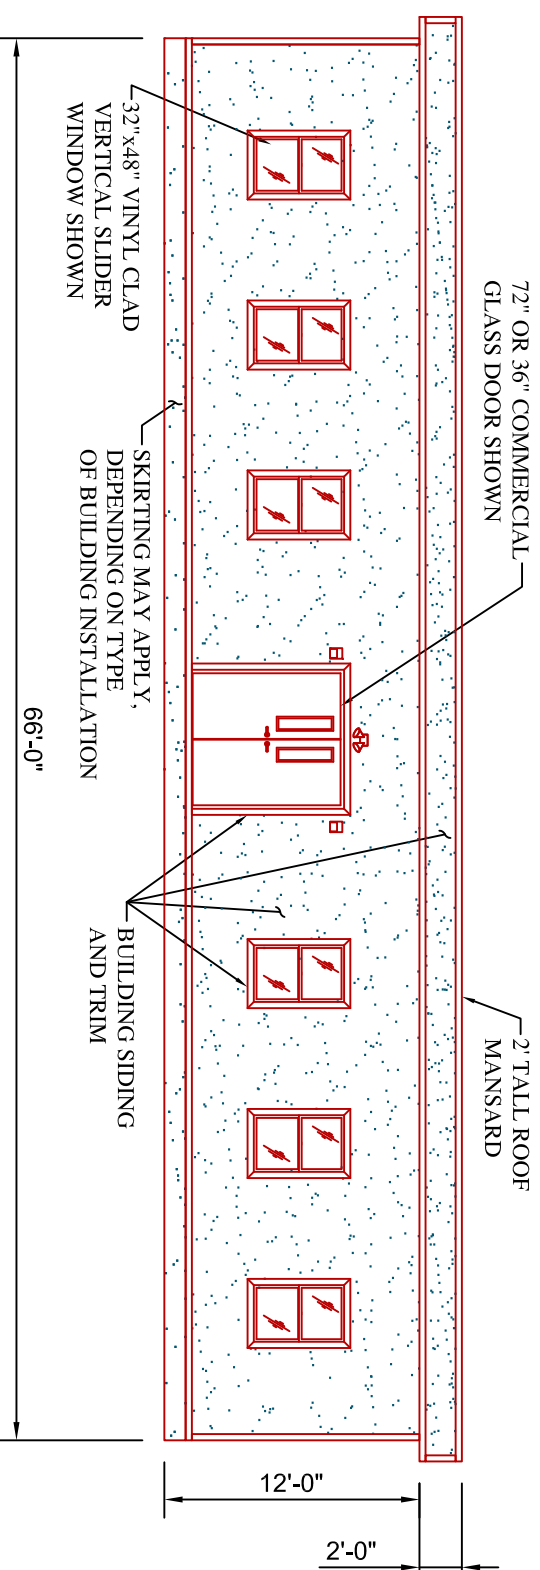 72" OR 36" COMMERCIAL
GLASS DOOR SHOWN
2' TALL ROOF
MANSARD
32"x48" VINYL CLAD
VERTICAL SLIDER
WINDOW SHOWN
SKIRTING MAY APPLY,
DEPENDING ON TYPE
OF BUILDING INSTALLATION
BUILDING SIDING
AND TRIM
66'-0"
12'-0"
2'-0"